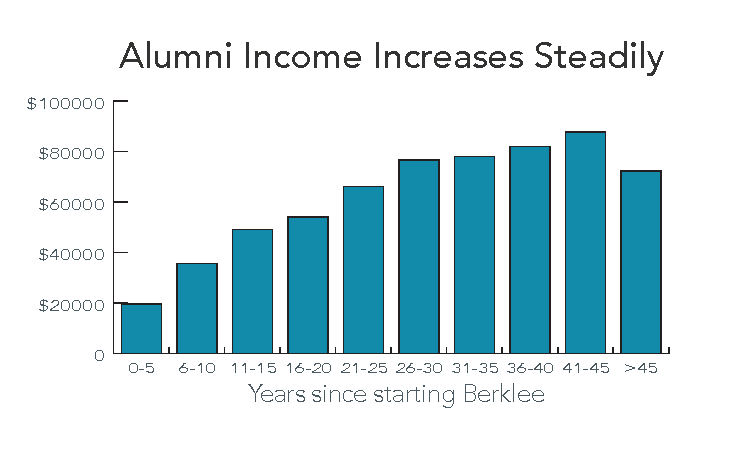 Alumni Income Increases Steadily
$100000
$80000
$60000
$40000
$20000
0
0-5 6-10 11-15 16-20 21-25 26-30 31-35 36-40 41-45 >45
Years since starting Berklee